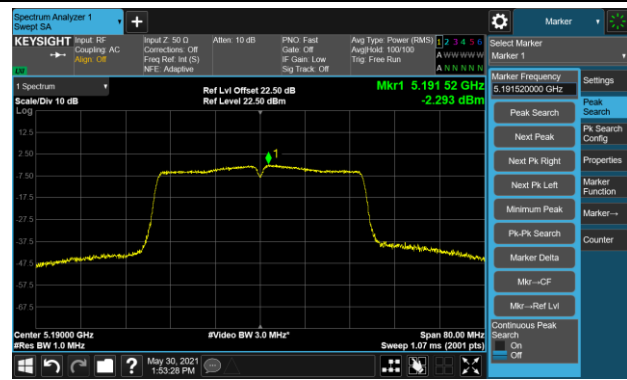 Spectrum Analyzer 1
Swept SA
Marker
KEYSIGHT
Input: RF
Coupling: AC
Align: Off
Input Z: 50 Ω
Corrections: Off
Freq Ref: Int (S)
NFE: Adaptive
Atten: 10 dB
PNO: Fast
Gate: Off
IF Gain: Low
Sig Track: Off
Avg Type: Power (RMS)
Avg|Hold: 100/100
Trig: Free Run
1 2 3 4 5 6
A W W W W W
A N N N N N
Select Marker
Marker 1
1 Spectrum
Scale/Div 10 dB
Log
Ref Lvl Offset 22.50 dB
Ref Level 22.50 dBm
Mkr1 5.191 52 GHz
-2.293 dBm
1
12.5
2.50
-7.50
-17.5
-27.5
-37.5
-47.5
-57.5
-67.5
Center 5.19000 GHz
#Res BW 1.0 MHz
#Video BW 3.0 MHz*
Span 80.00 MHz
Sweep 1.07 ms (2001 pts)
Marker Frequency
5.191520000 GHz
Peak Search
Next Peak
Next Pk Right
Next Pk Left
Minimum Peak
Pk-Pk Search
Marker Delta
Mkr→CF
Mkr→Ref Lvl
Continuous Peak
Search
On
Off
Settings
Peak
Search
Pk Search
Config
Properties
Marker
Function
Marker→
Counter
May 30, 2021
1:53:28 PM